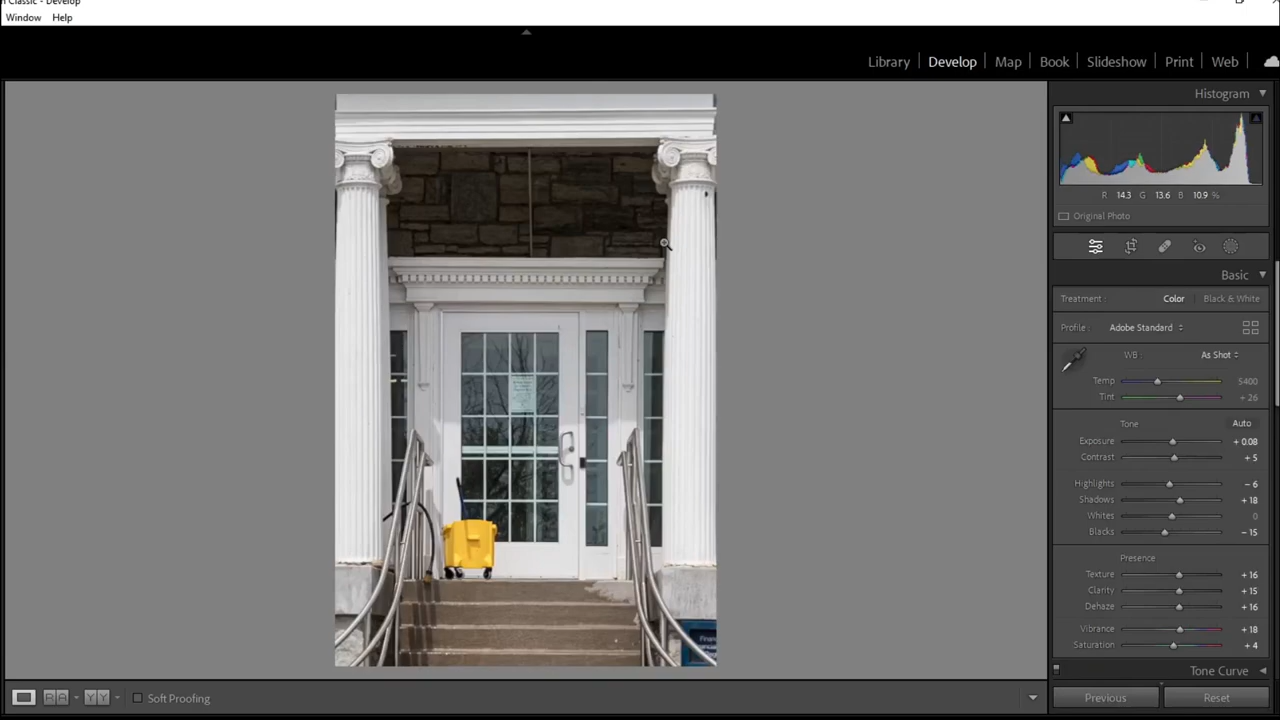 n Classic - Develop
Window Help
Library Develop Map Book Slideshow Print Web
Histogram
R 14.3 G 13.6 B 10.9 %
Original Photo
Basic
Treatment: Color Black & White
Profile: Adobe Standard
WB: As Shot
Temp 5400
Tint + 26
Tone Auto
Exposure + 0.08
Contrast + 5
Highlights − 6
Shadows + 18
Whites 0
Blacks − 15
Presence
Texture + 16
Clarity + 15
Dehaze + 16
Vibrance + 18
Saturation + 4
Tone Curve
Financ
RA YY Soft Proofing
Previous Reset